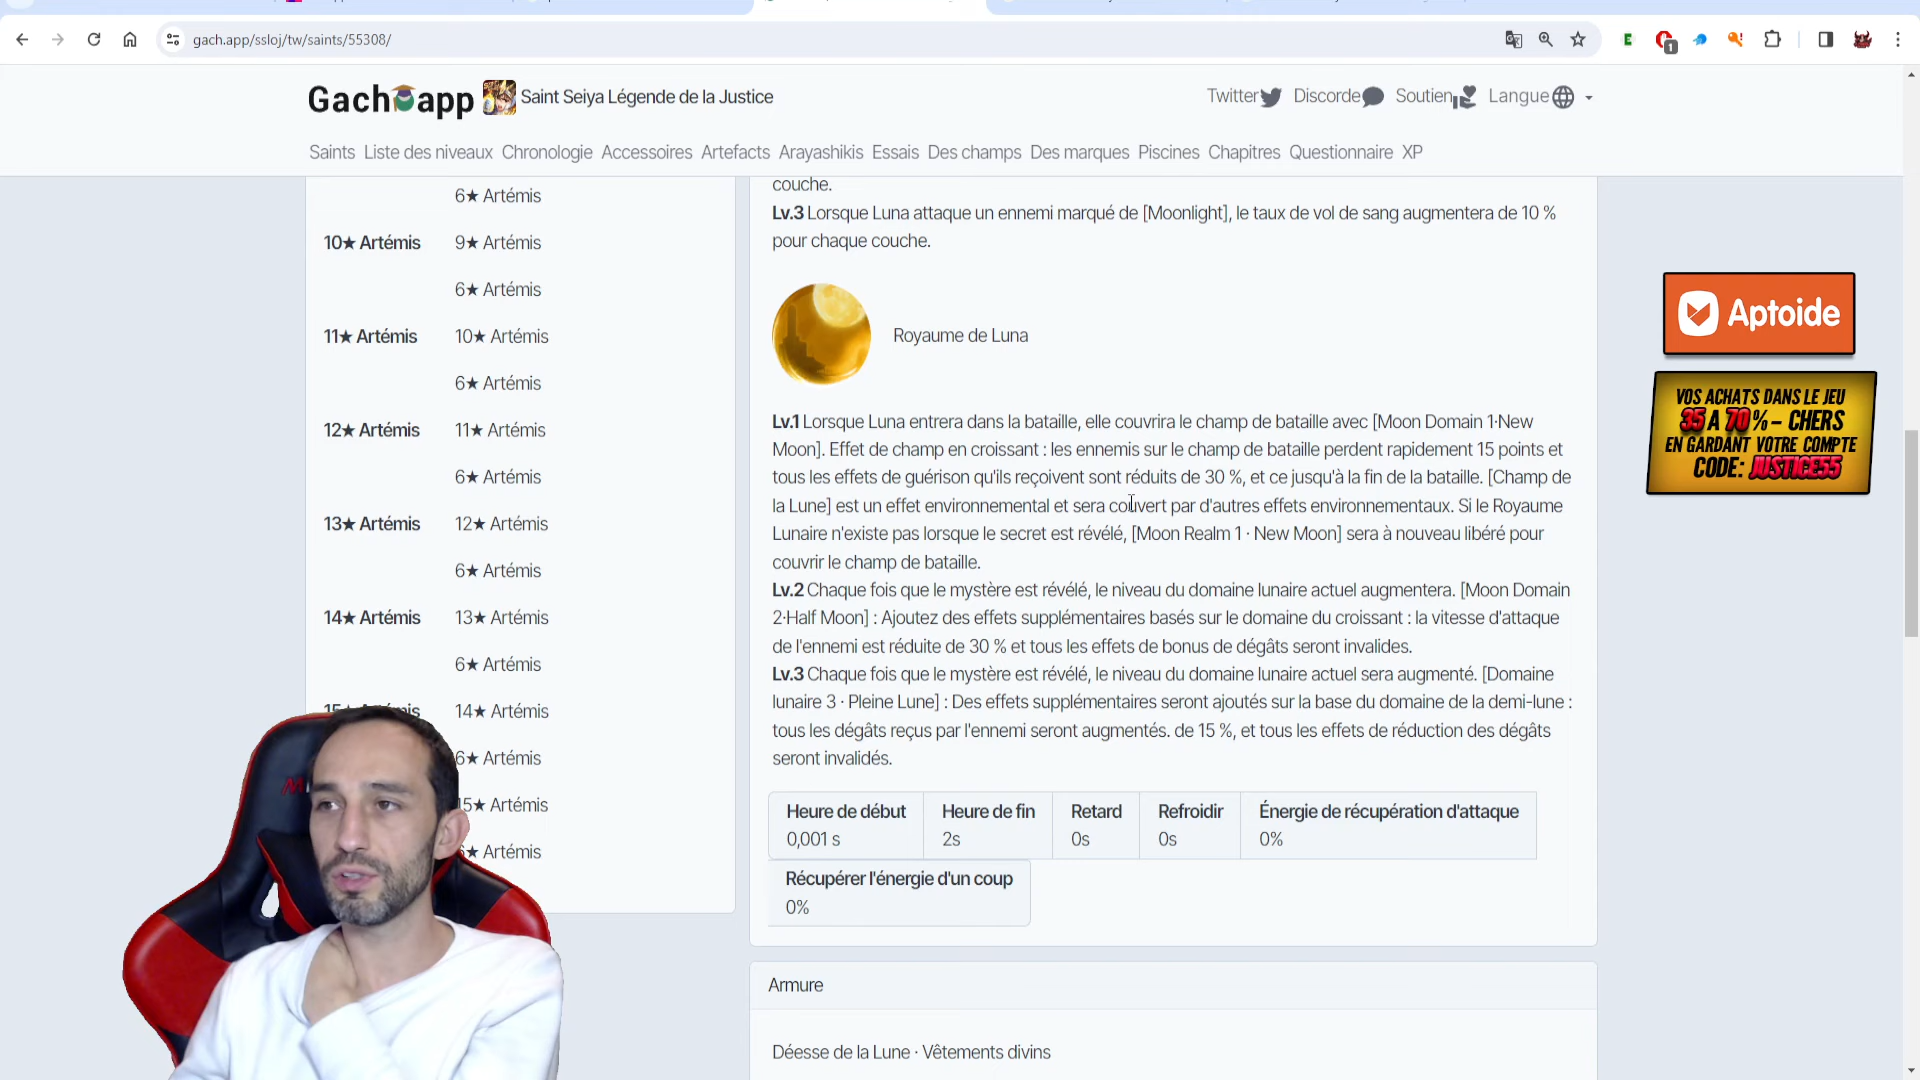 gach.app/ssloj/tw/saints/55308/
1
Gach app Saint Seiya Légende de la Justice
Twitter Discorde Soutien Langue
Saints Liste des niveaux Chronologie Accessoires Artefacts Arayashikis Essais Des champs Des marques Piscines Chapitres Questionnaire XP
6★ Artémis
10★ Artémis 9★ Artémis
6★ Artémis
11★ Artémis 10★ Artémis
6★ Artémis
12★ Artémis 11★ Artémis
6★ Artémis
13★ Artémis 12★ Artémis
6★ Artémis
14★ Artémis 13★ Artémis
6★ Artémis
14★ Artémis
6★ Artémis
15★ Artémis
★ Artémis
couche.
Lv.3 Lorsque Luna attaque un ennemi marqué de [Moonlight], le taux de vol de sang augmentera de 10 %
pour chaque couche.
Royaume de Luna
Lv.1 Lorsque Luna entrera dans la bataille, elle couvrira le champ de bataille avec [Moon Domain 1·New
Moon]. Effet de champ en croissant : les ennemis sur le champ de bataille perdent rapidement 15 points et
tous les effets de guérison qu'ils reçoivent sont réduits de 30 %, et ce jusqu'à la fin de la bataille. [Champ de
la Lune] est un effet environnemental et sera couvert par d'autres effets environnementaux. Si le Royaume
Lunaire n'existe pas lorsque le secret est révélé, [Moon Realm 1 · New Moon] sera à nouveau libéré pour
couvrir le champ de bataille.
Lv.2 Chaque fois que le mystère est révélé, le niveau du domaine lunaire actuel augmentera. [Moon Domain
2·Half Moon] : Ajoutez des effets supplémentaires basés sur le domaine du croissant : la vitesse d'attaque
de l'ennemi est réduite de 30 % et tous les effets de bonus de dégâts seront invalides.
Lv.3 Chaque fois que le mystère est révélé, le niveau du domaine lunaire actuel sera augmenté. [Domaine
lunaire 3 · Pleine Lune] : Des effets supplémentaires seront ajoutés sur la base du domaine de la demi-lune :
tous les dégâts reçus par l'ennemi seront augmentés. de 15 %, et tous les effets de réduction des dégâts
seront invalidés.
Heure de début Heure de fin Retard Refroidir Énergie de récupération d'attaque
0,001 s 2s 0s 0s 0%
Récupérer l'énergie d'un coup
0%
Armure
Déesse de la Lune · Vêtements divins
Aptoide
VOS ACHATS DANS LE JEU
35 A 70 % – CHERS
EN GARDANT VOTRE COMPTE
CODE: JUSTICE55